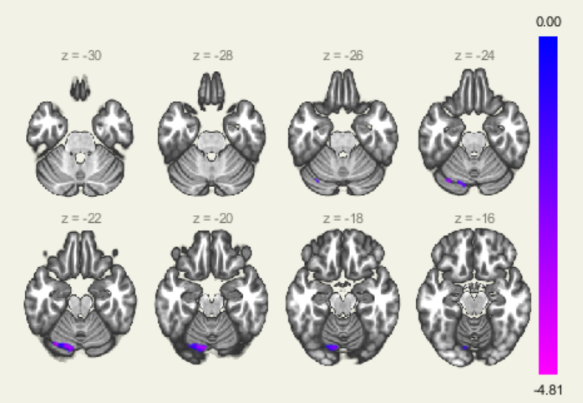 0.00
z = -30 z = -28 z = -26 z = -24
z = -22 z = -20 z = -18 z = -16
-4.81